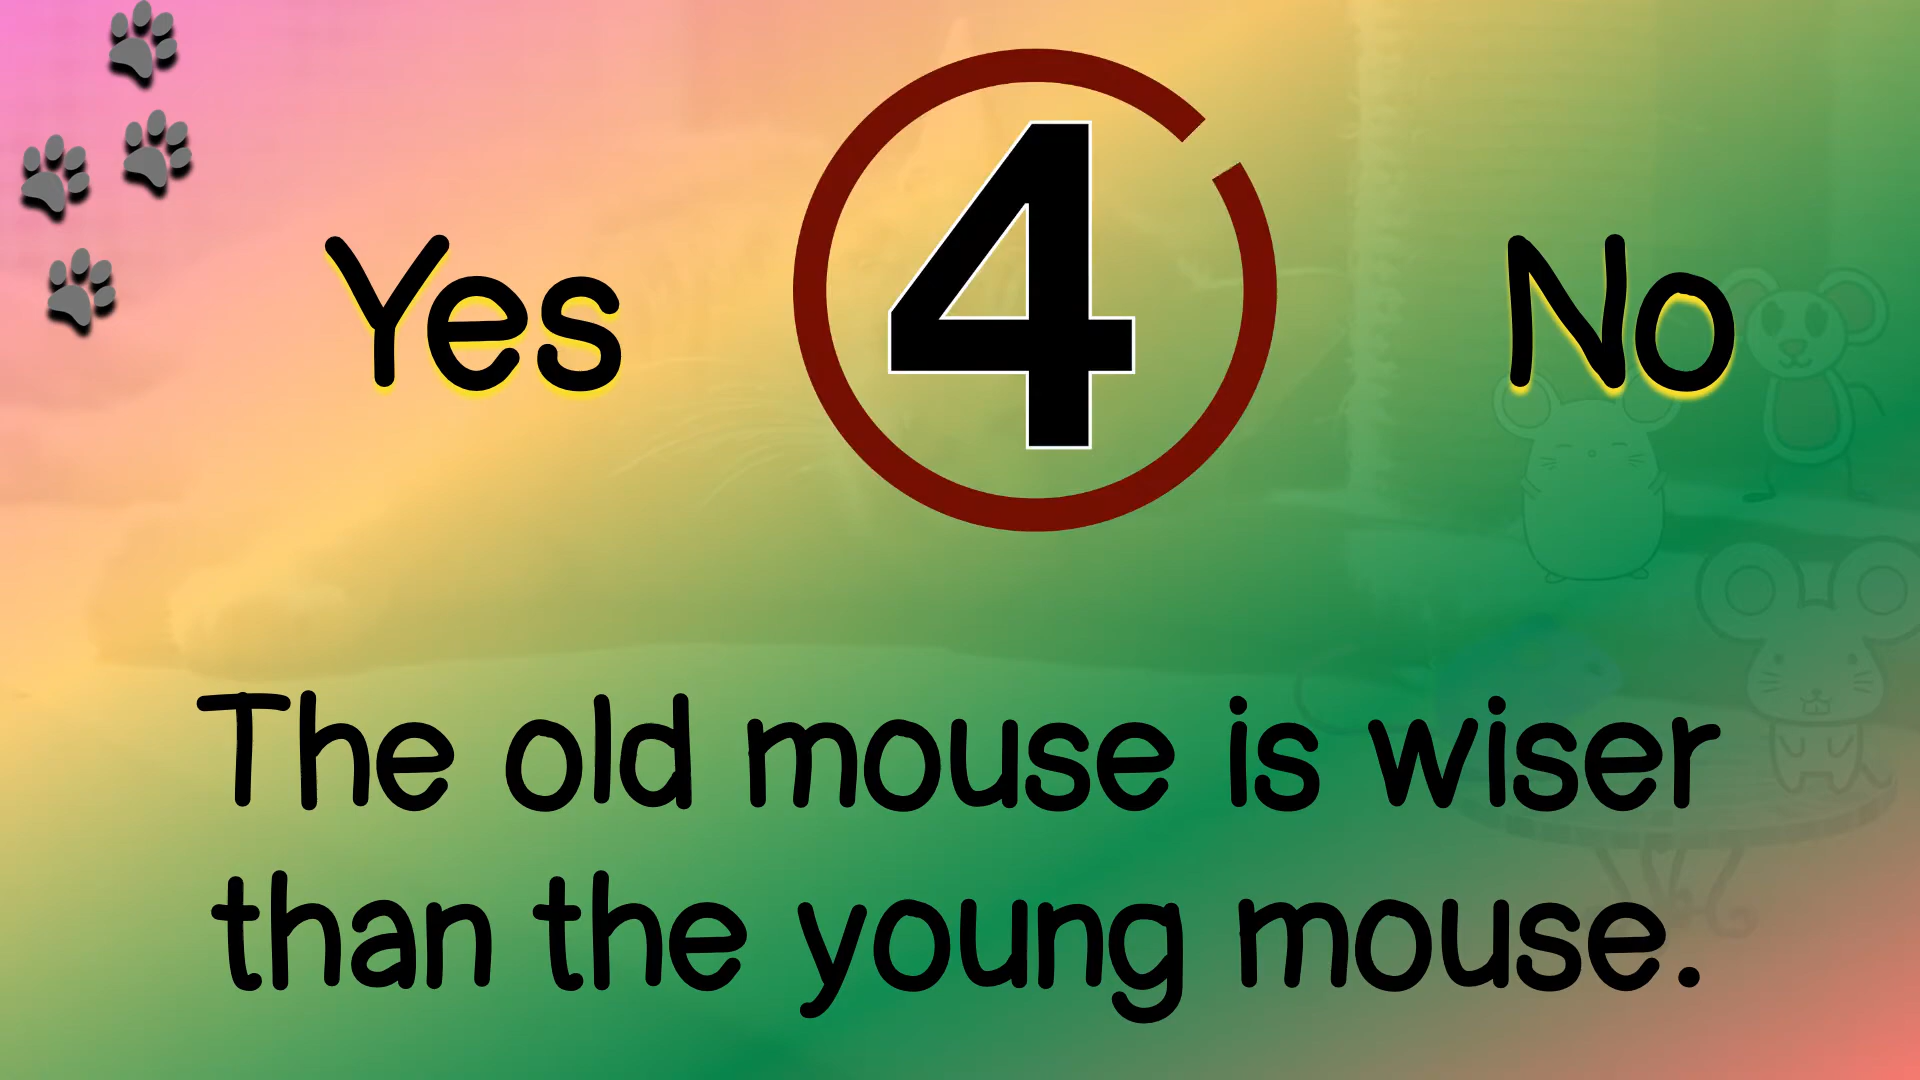 Yes 4 No
The old mouse is wiser
than the young mouse.